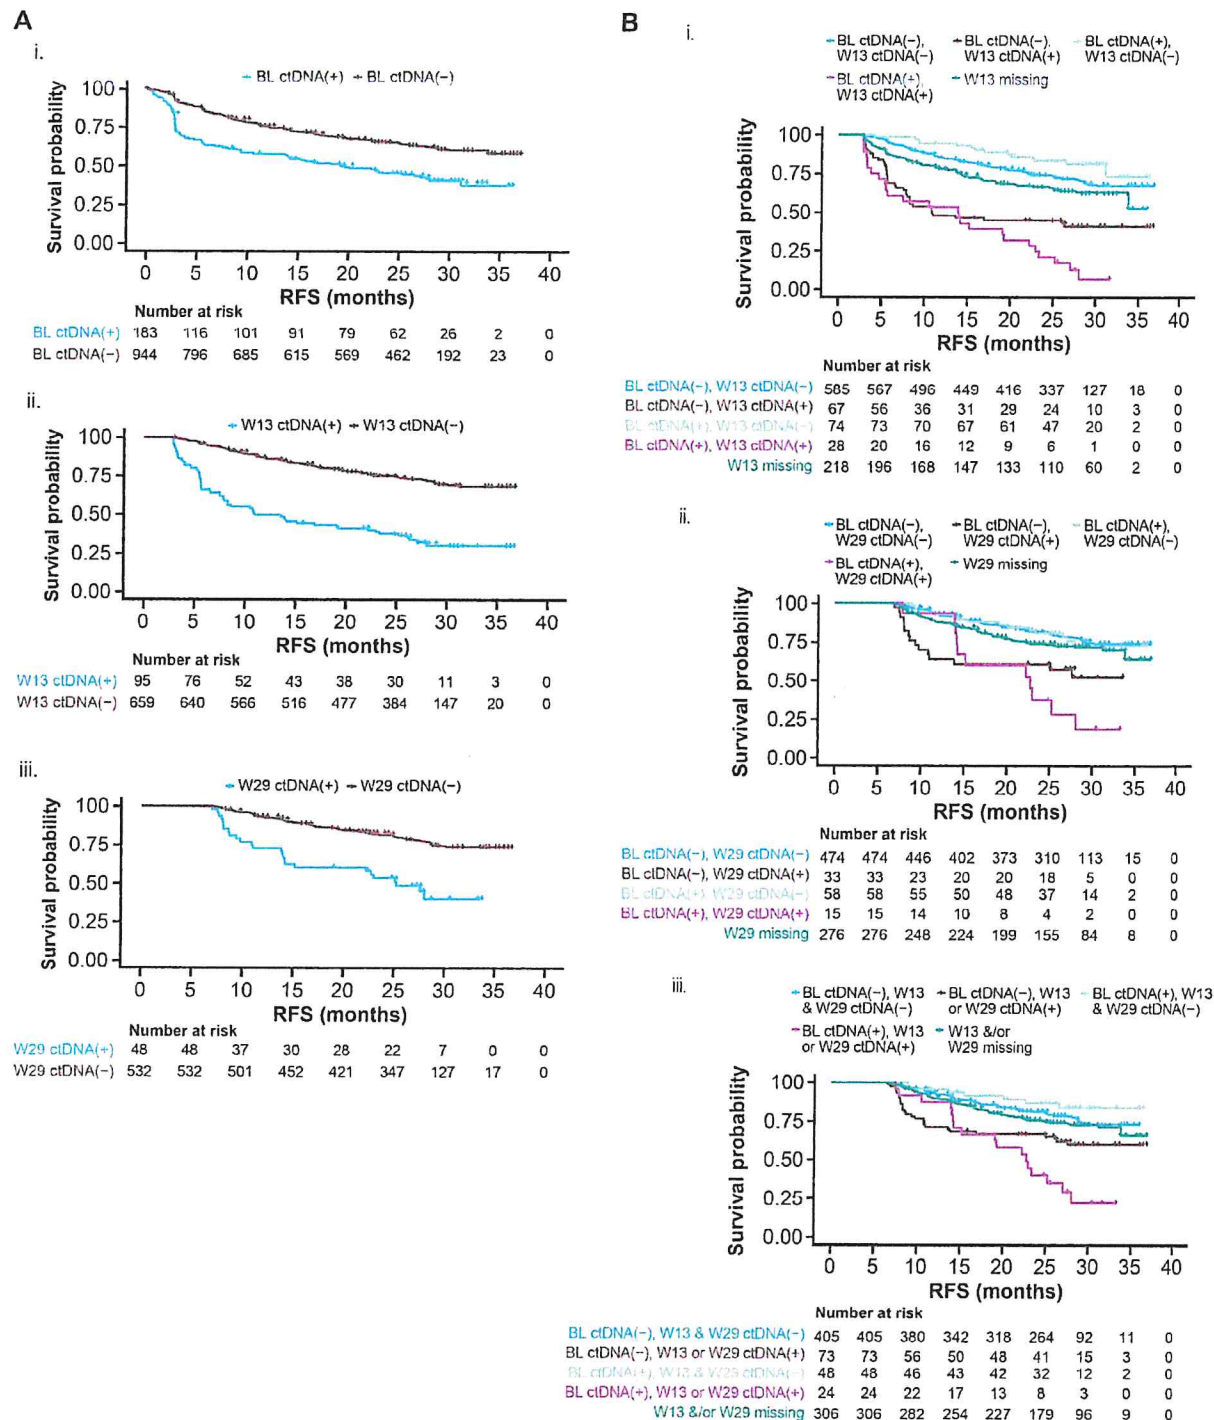 A
i.
BL ctDNA(+) BL ctDNA(−)
Survival probability
100
0.75
0.50
0.25
0.00
0 5 10 15 20 25 30 35 40
RFS (months)
Number at risk
BL ctDNA(+) 183 116 101 91 79 62 26 2 0
BL ctDNA(−) 944 796 685 615 569 462 192 23 0
ii.
W13 ctDNA(+) W13 ctDNA(−)
Survival probability
100
0.75
0.50
0.25
0.00
0 5 10 15 20 25 30 35 40
RFS (months)
Number at risk
W13 ctDNA(+) 95 76 52 43 38 30 11 3 0
W13 ctDNA(−) 659 640 566 516 477 384 147 20 0
iii.
W29 ctDNA(+) W29 ctDNA(−)
Survival probability
100
0.75
0.50
0.25
0.00
0 5 10 15 20 25 30 35 40
RFS (months)
Number at risk
W29 ctDNA(+) 48 48 37 30 28 22 7 0 0
W29 ctDNA(−) 532 532 501 452 421 347 127 17 0
B
i.
BL ctDNA(−), BL ctDNA(−), BL ctDNA(+),
W13 ctDNA(−) W13 ctDNA(+) W13 ctDNA(−)
BL ctDNA(+), W13 missing
W13 ctDNA(+)
Survival probability
100
0.75
0.50
0.25
0.00
0 5 10 15 20 25 30 35 40
RFS (months)
Number at risk
BL ctDNA(−), W13 ctDNA(−) 585 567 496 449 416 337 127 18 0
BL ctDNA(−), W13 ctDNA(+) 67 56 36 31 29 24 10 3 0
BL ctDNA(+), W13 ctDNA(−) 74 73 70 67 61 47 20 2 0
BL ctDNA(+), W13 ctDNA(+) 28 20 16 12 9 6 1 0 0
W13 missing 218 196 168 147 133 110 60 2 0
ii.
BL ctDNA(−), BL ctDNA(−), BL ctDNA(+),
W29 ctDNA(−) W29 ctDNA(+) W29 ctDNA(−)
BL ctDNA(+), W29 missing
W29 ctDNA(+)
Survival probability
100
0.75
0.50
0.25
0.00
0 5 10 15 20 25 30 35 40
RFS (months)
Number at risk
BL ctDNA(−), W29 ctDNA(−) 474 474 446 402 373 310 113 15 0
BL ctDNA(−), W29 ctDNA(+) 33 33 23 20 20 18 5 0 0
BL ctDNA(+), W29 ctDNA(−) 58 58 55 50 48 37 14 2 0
BL ctDNA(+), W29 ctDNA(+) 15 15 14 10 8 4 2 0 0
W29 missing 276 276 248 224 199 155 84 8 0
iii.
BL ctDNA(−), W13 BL ctDNA(−), W13 BL ctDNA(+), W13
& W29 ctDNA(−) or W29 ctDNA(+) & W29 ctDNA(−)
BL ctDNA(+), W13 W13 &/or
or W29 ctDNA(+) W29 missing
Survival probability
100
0.75
0.50
0.25
0.00
0 5 10 15 20 25 30 35 40
RFS (months)
Number at risk
BL ctDNA(−), W13 & W29 ctDNA(−) 405 405 380 342 318 264 92 11 0
BL ctDNA(−), W13 or W29 ctDNA(+) 73 73 56 50 48 41 15 3 0
BL ctDNA(+), W13 & W29 ctDNA(−) 48 48 46 43 42 32 12 2 0
BL ctDNA(+), W13 or W29 ctDNA(+) 24 24 22 17 13 8 3 0 0
W13 &/or W29 missing 306 306 282 254 227 179 96 9 0